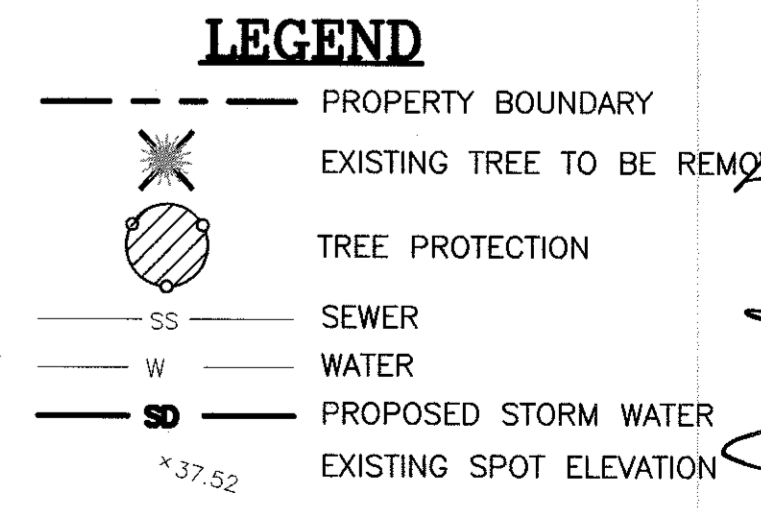 LEGEND
PROPERTY BOUNDARY
EXISTING TREE TO BE
TREE PROTECTION
SS SEWER
W WATER
SD PROPOSED STORM WATER
×37.52 EXISTING SPOT ELEVATION